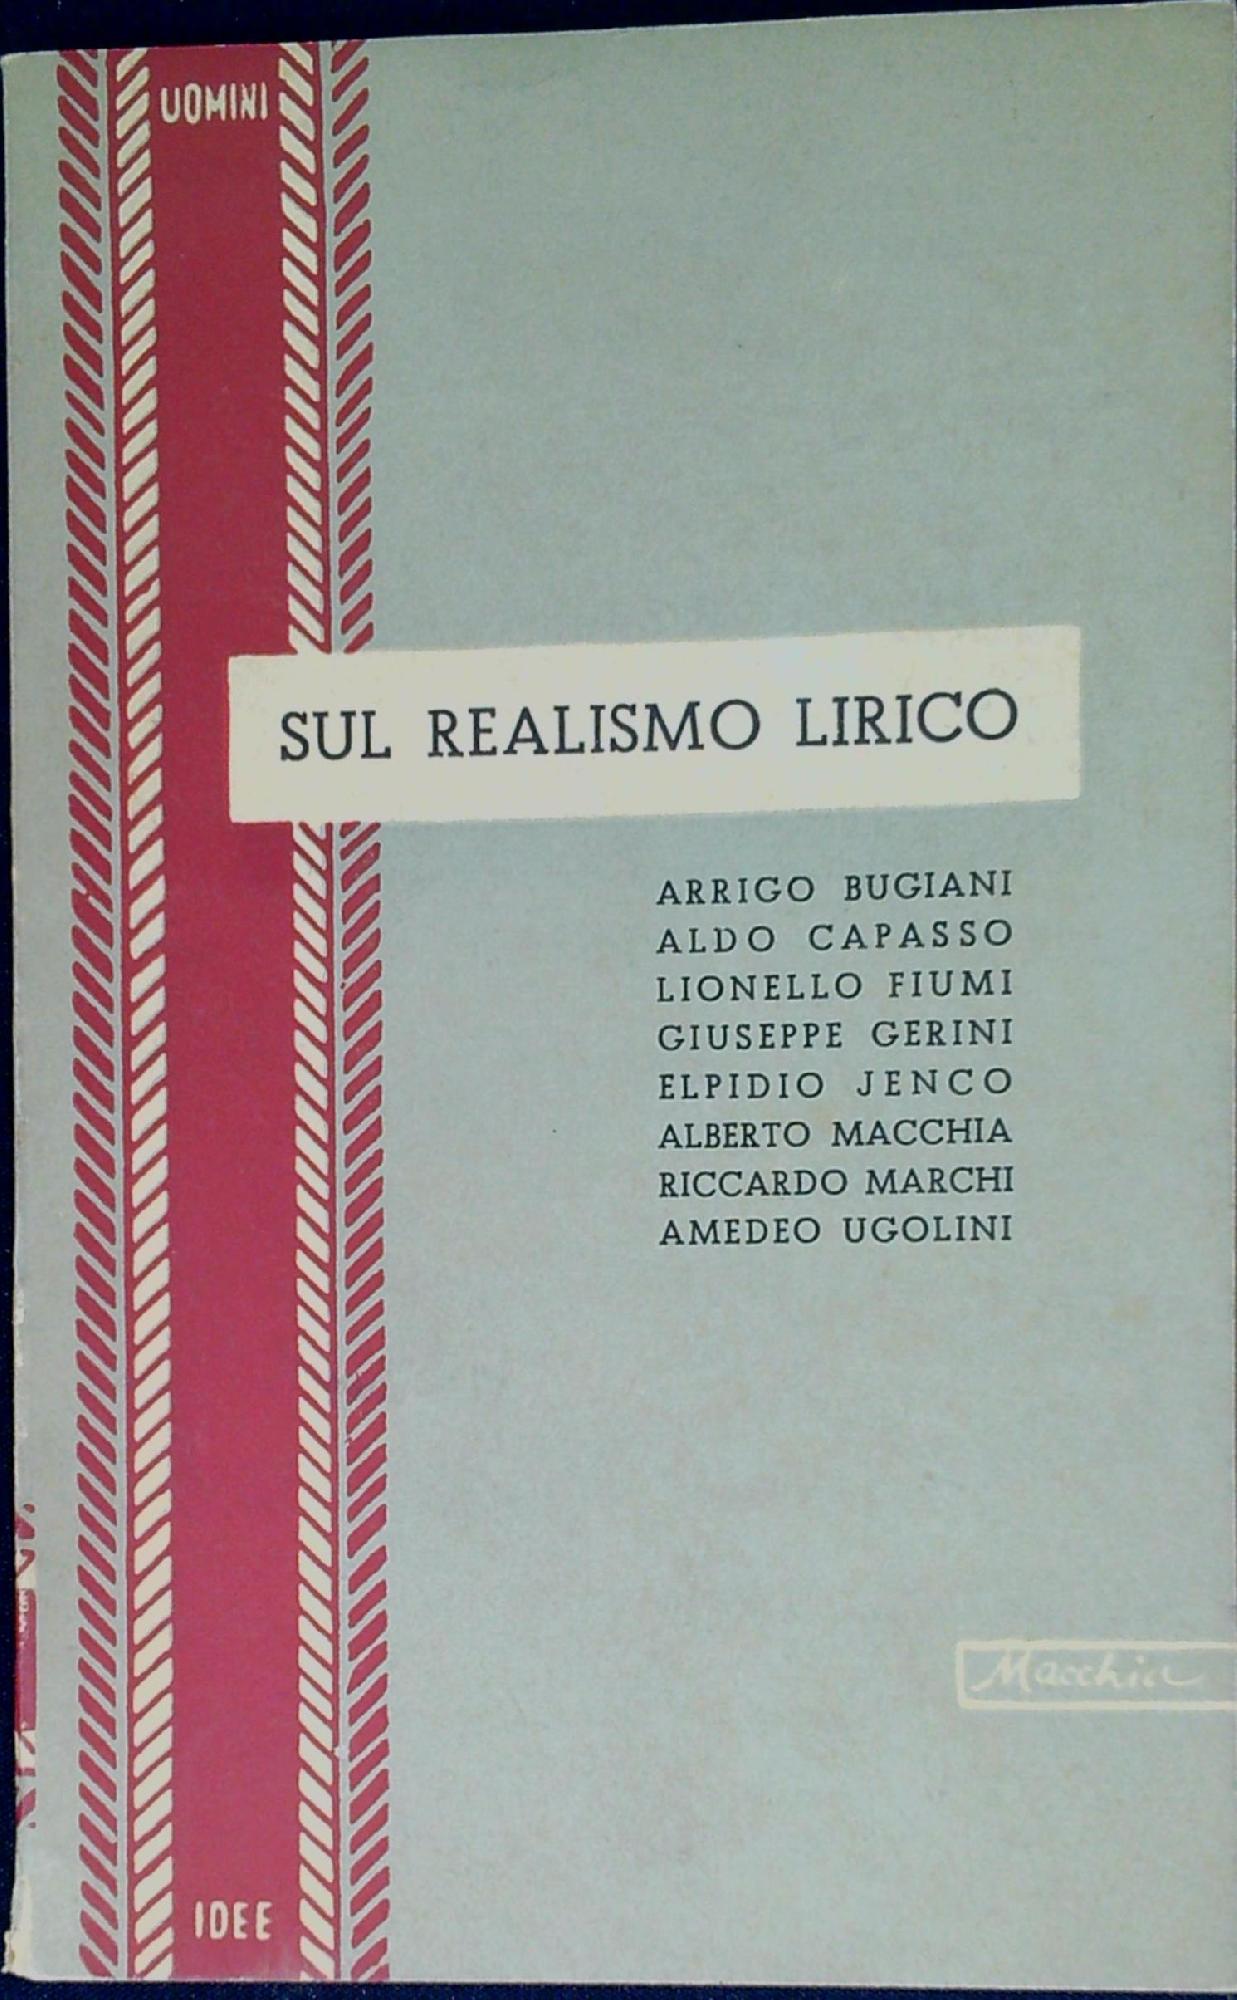 UOMINI
SUL REALISMO LIRICO
ARRIGO BUGIANI
ALDO CAPASSO
LIONELLO FIUMI
GIUSEPPE GERINI
ELPIDIO JENCO
ALBERTO MACCHIA
RICCARDO MARCHI
AMEDEO UGOLINI
Macchia
IDEE